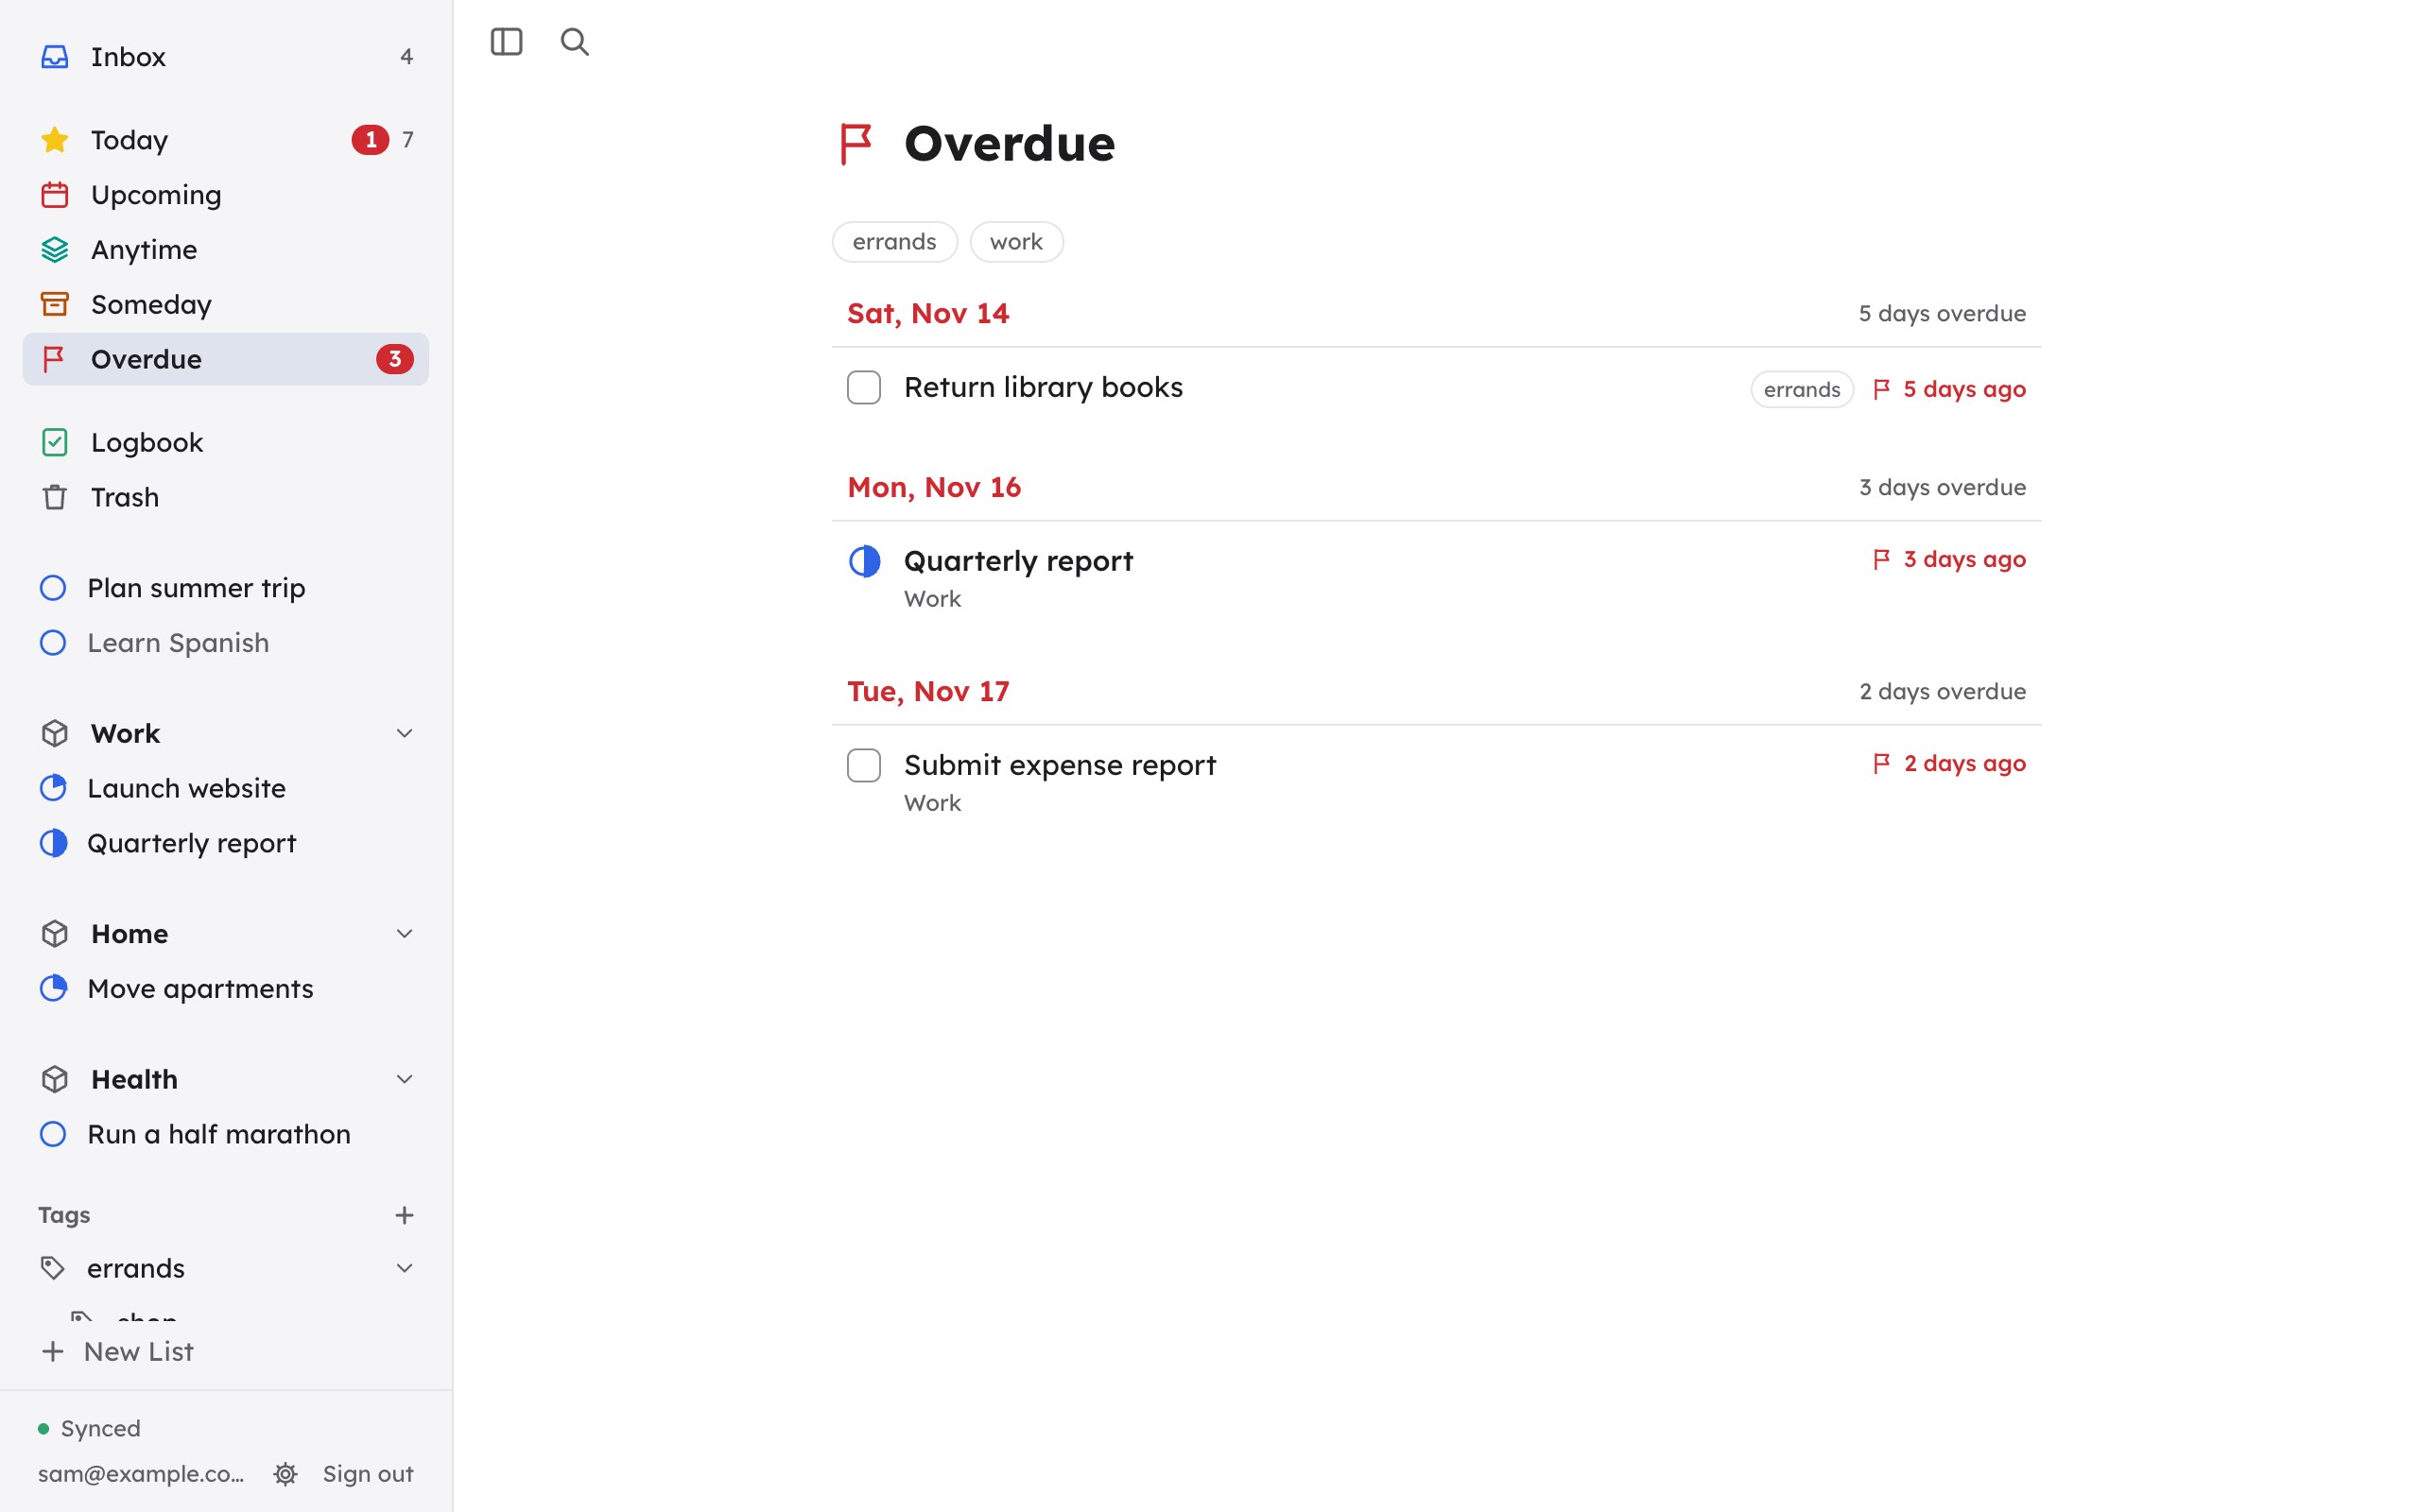 Inbox 4
Today 1 7
Upcoming
Anytime
Someday
Overdue 3
Logbook
Trash
Plan summer trip
Learn Spanish
Work
Launch website
Quarterly report
Home
Move apartments
Health
Run a half marathon
Tags
errands
New List
Synced
sam@example.co…
Sign out
Overdue
errands work
Sat, Nov 14 5 days overdue
Return library books errands 5 days ago
Mon, Nov 16 3 days overdue
Quarterly report 3 days ago
Work
Tue, Nov 17 2 days overdue
Submit expense report 2 days ago
Work